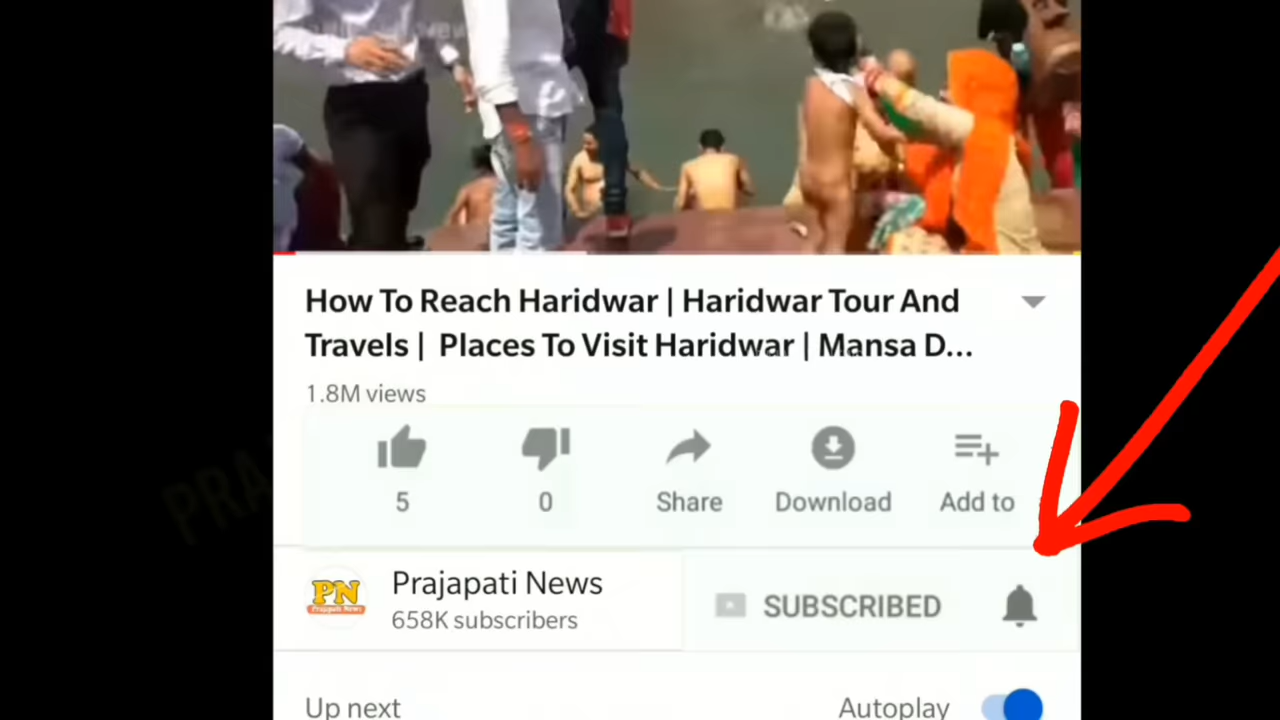 How To Reach Haridwar | Haridwar Tour And
Travels | Places To Visit Haridwar | Mansa D...
1.8M views
5
0
Share
Download
Add to
PRA
PN
Prajapati News
Prajapati News
658K subscribers
SUBSCRIBED
Up next
Autoplay